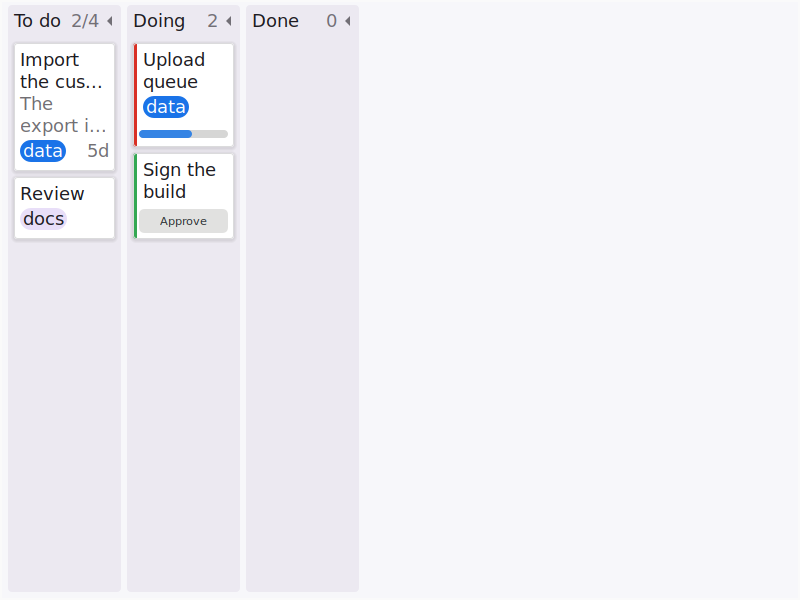 To do 2/4
Import
the cus…
The
export i…
data 5d
Review
docs
Doing 2
Upload
queue
data
Sign the
build
Approve
Done 0